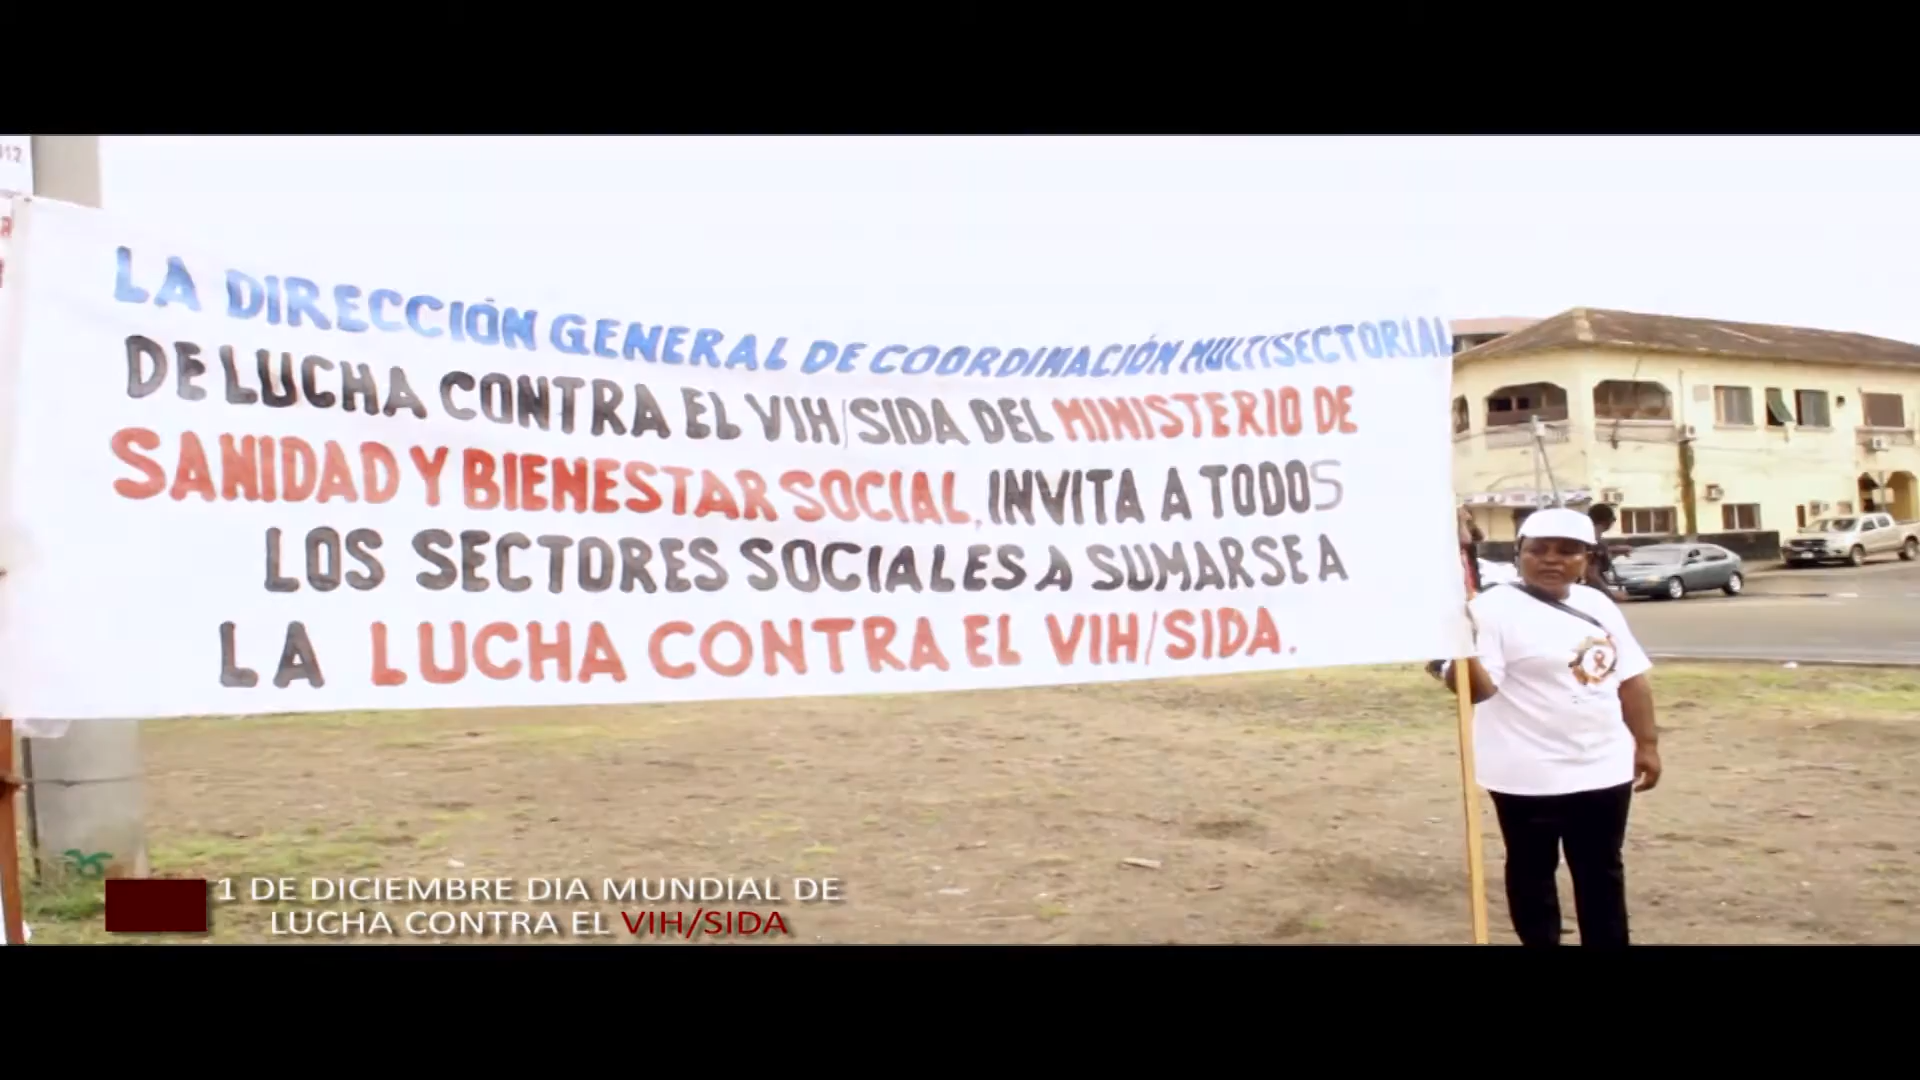 12
LA DIRECCIÓN GENERAL DE COORDINACIÓN MULTISECTORIAL
DE LUCHA CONTRA EL VIH/SIDA DEL MINISTERIO DE
SANIDAD Y BIENESTAR SOCIAL, INVITA A TODOS
LOS SECTORES SOCIALES A SUMARSE A
LA LUCHA CONTRA EL VIH/SIDA.
1 DE DICIEMBRE DIA MUNDIAL DE
LUCHA CONTRA EL VIH/SIDA